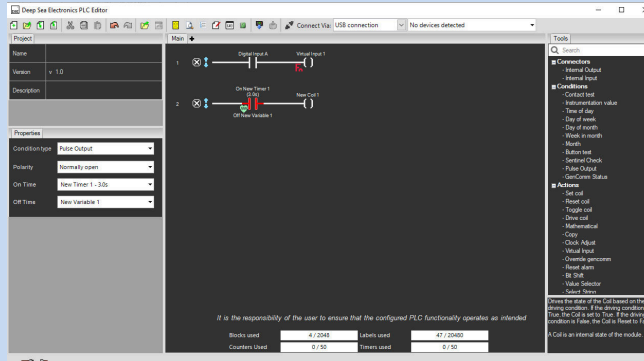 Deep Sea Electronics PLC Editor
Connect Via: USB connection No devices detected
Project
Name
Version v 1.0
Description
Properties
Condition type Pulse Output
Polarity Normally open
On Time New Timer 1 - 3.0s
Off Time New Variable 1
Main
1
Digital Input A Virtual Input 1
2
On New Timer 1
(3.0s) New Coil 1
Off New Variable 1
It is the responsibility of the user to ensure that the configured PLC functionality operates as intended
Blocks used 4 / 2048 Labels used 47 / 20480
Counters Used 0 / 50 Timers used 0 / 50
Tools
Search
Connectors
- Internal Output
- Internal Input
Conditions
- Contact test
- Instrumentation value
- Time of day
- Day of week
- Day of month
- Week in month
- Month
- Button test
- Sentinel Check
- Pulse Output
- GenComm Status
Actions
- Set coil
- Reset coil
- Toggle coil
- Drive coil
- Mathematical
- Copy
- Clock Adjust
- Virtual Input
- Override gencomm
- Reset alarm
- Bit Shift
- Value Selector
- Select String
Drives the state of the Coil based on the
driving condition. If the driving condition
True, the Coil is set to True. If the driving
condition is False, the Coil is Reset to
A Coil is an internal state of the module.